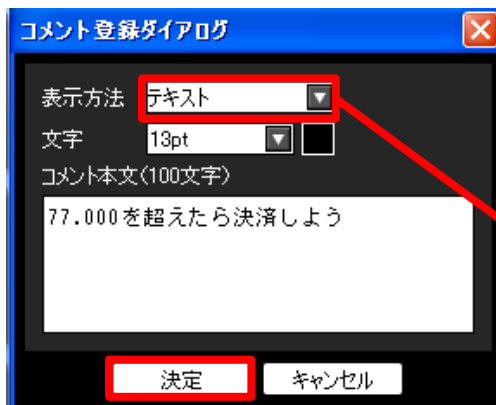 コメント登録ダイアログ
表示方法 テキスト
文字 13pt
コメント本文(100文字)
77.000を超えたら決済しよう
決定 キャンセル